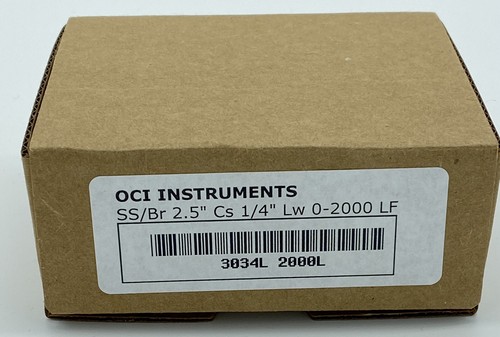 OCI INSTRUMENTS
SS/Br 2.5" Cs 1/4" Lw 0-2000 LF
3034L 2000L